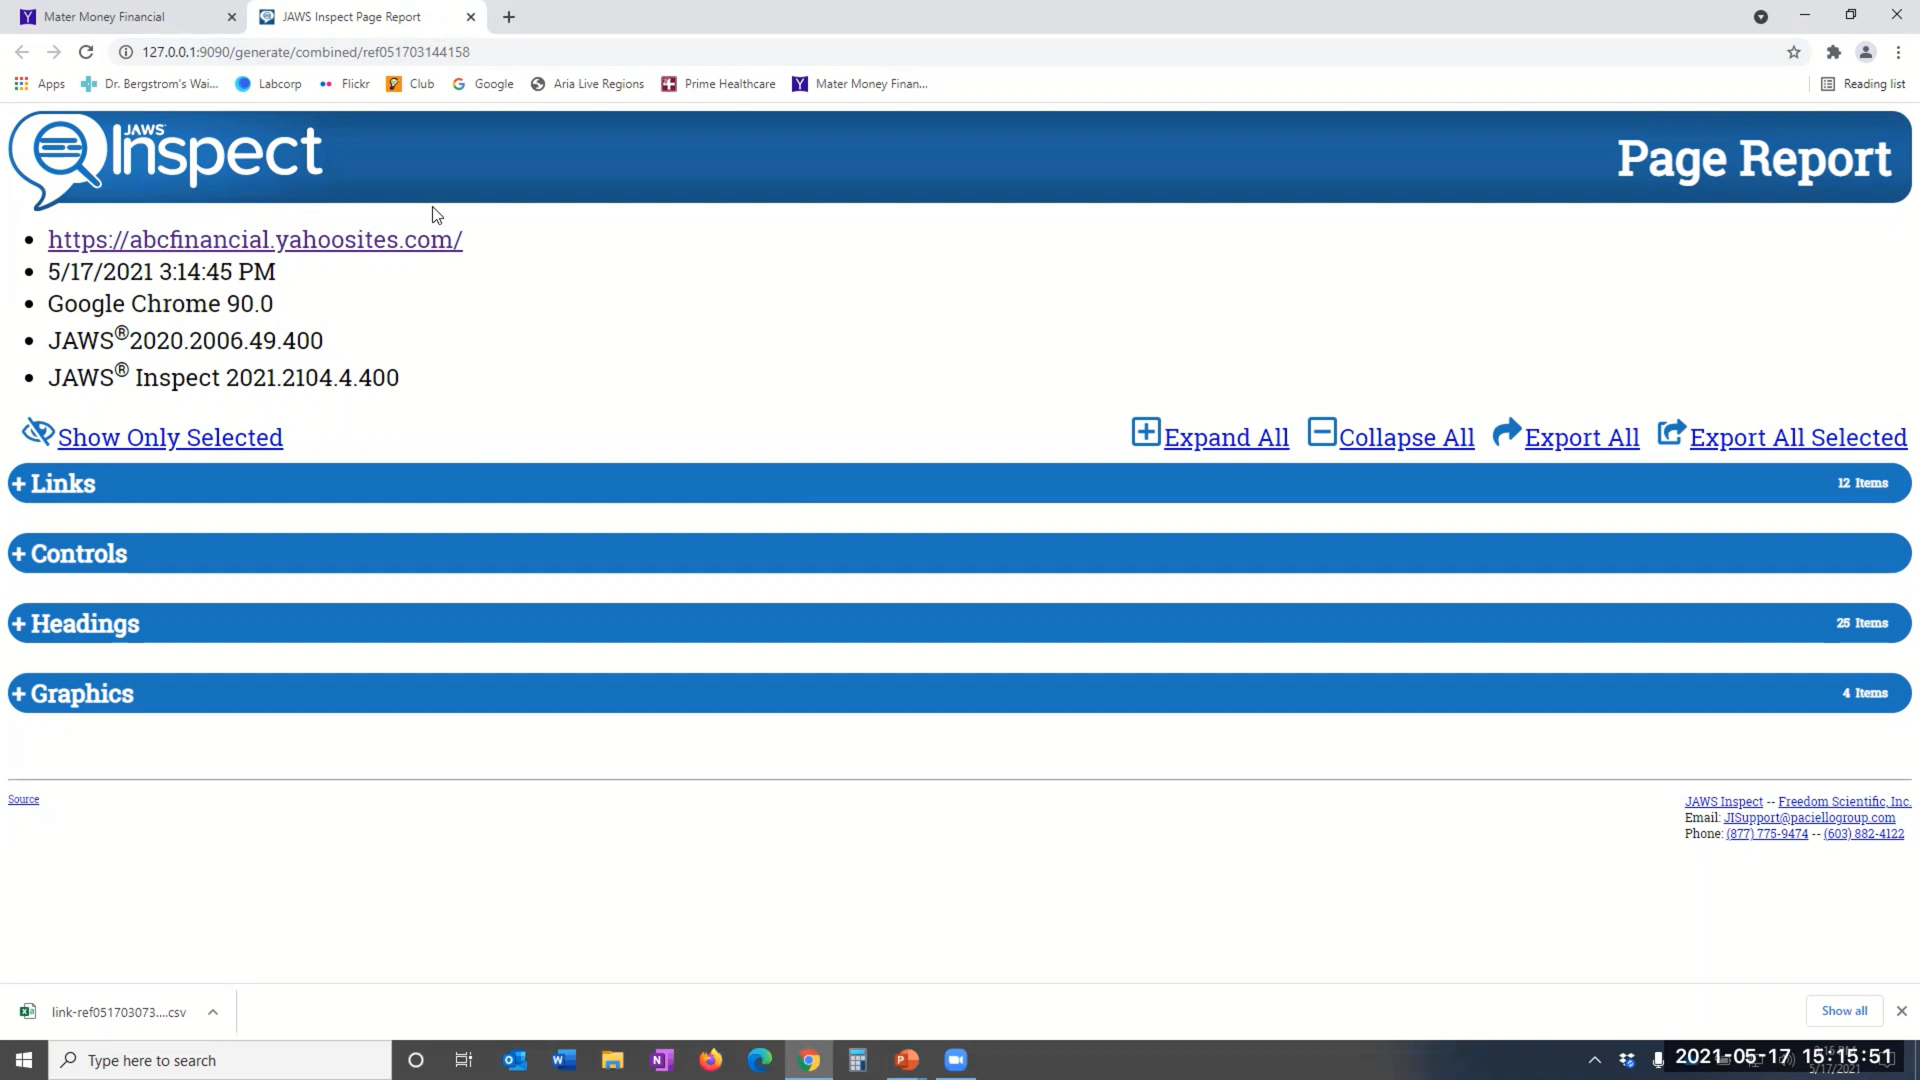 Mater Money Financial
JAWS Inspect Page Report
127.0.0.1:9090/generate/combined/ref051703144158
Apps
Dr. Bergstrom's Wai...
Labcorp
Flickr
Club
Google
Aria Live Regions
Prime Healthcare
Mater Money Finan...
Reading list
JAWS
Inspect
Page Report
https://abcfinancial.yahoosites.com/
5/17/2021 3:14:45 PM
Google Chrome 90.0
JAWS®2020.2006.49.400
JAWS® Inspect 2021.2104.4.400
Show Only Selected
Expand All
Collapse All
Export All
Export All Selected
+ Links
12 Items
+ Controls
+ Headings
25 Items
+ Graphics
4 Items
Source
JAWS Inspect -- Freedom Scientific, Inc.
Email: JISupport@paciellogroup.com
Phone: (877) 775-9474 -- (603) 882-4122
link-ref051703073....csv
Show all
Type here to search
2021-05-17 15:15:51
5/17/2021